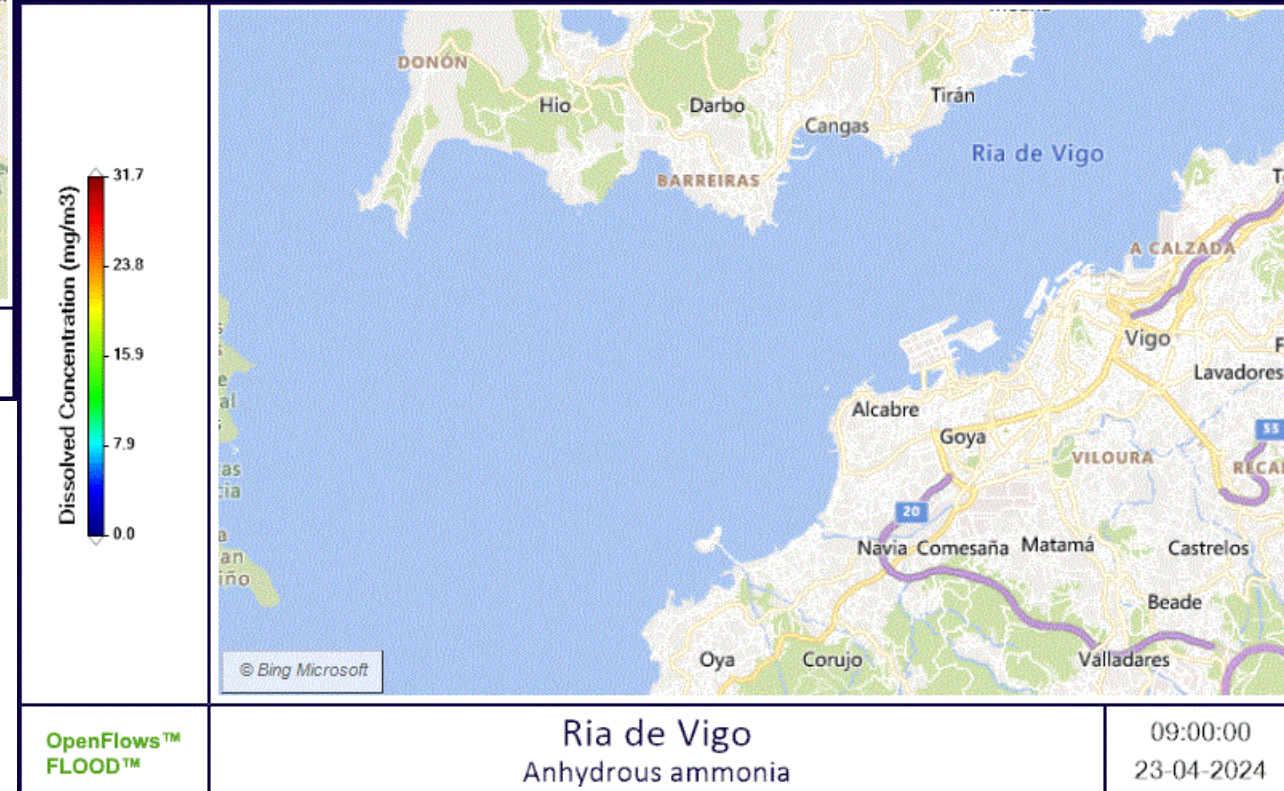 Dissolved Concentration (mg/m3)
31.7
23.8
15.9
7.9
0.0
DONÓN
Hio
Darbo
Tirán
Cangas
Ria de Vigo
BARREIRAS
A CALZADA
Vigo
Lavadores
Alcabre
Goya
55
VILOURA
20
Navia Comesaña Matamá
Castrelos
Beade
Oya
Corujo
Valladares
© Bing Microsoft
OpenFlows™
FLOOD™
Ria de Vigo
Anhydrous ammonia
09:00:00
23-04-2024